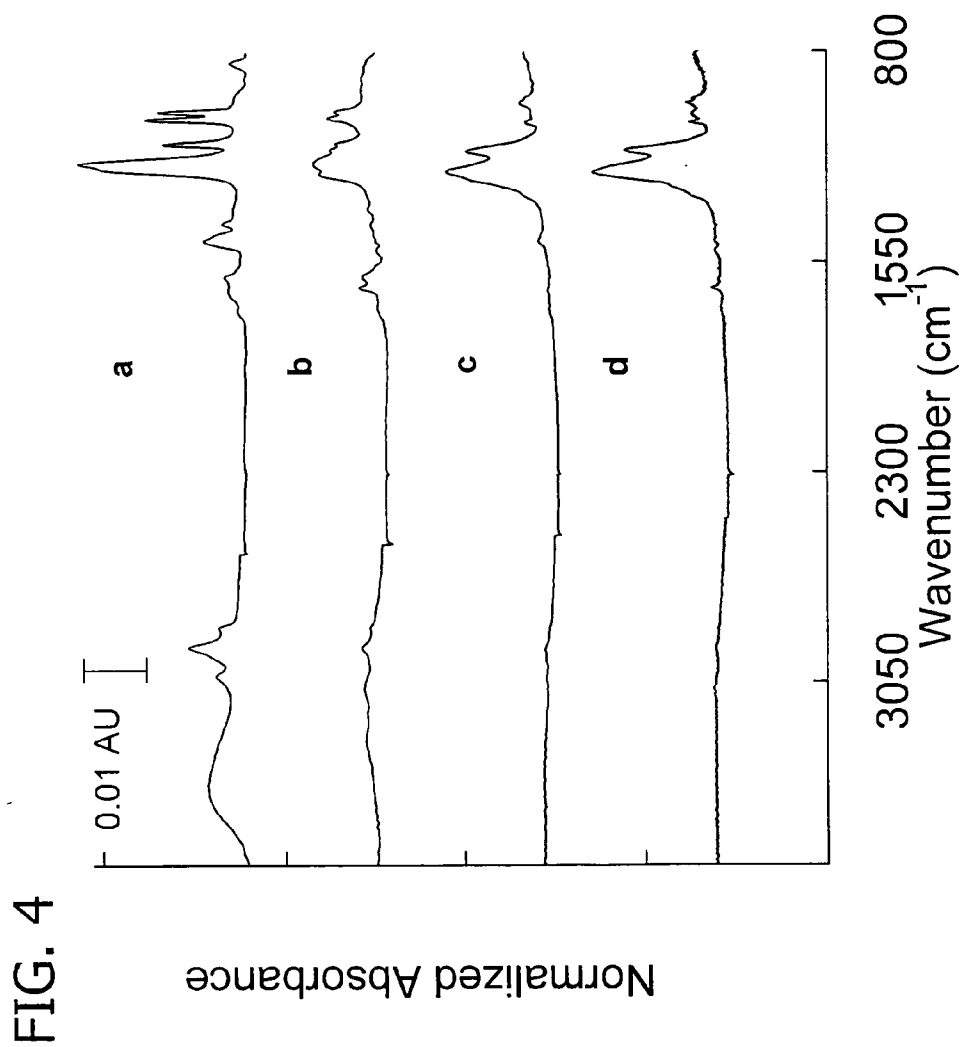 FIG. 4
0.01 AU
a
b
c
d
Normalized Absorbance
3050
2300
1550
800
Wavenumber (cm⁻¹)